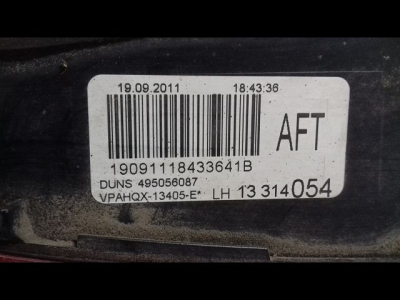 19.09.2011 18:43:36
AFT
19091118433641B
DUNS 495056087
VPAHQX-13405-E* LH 13 314054